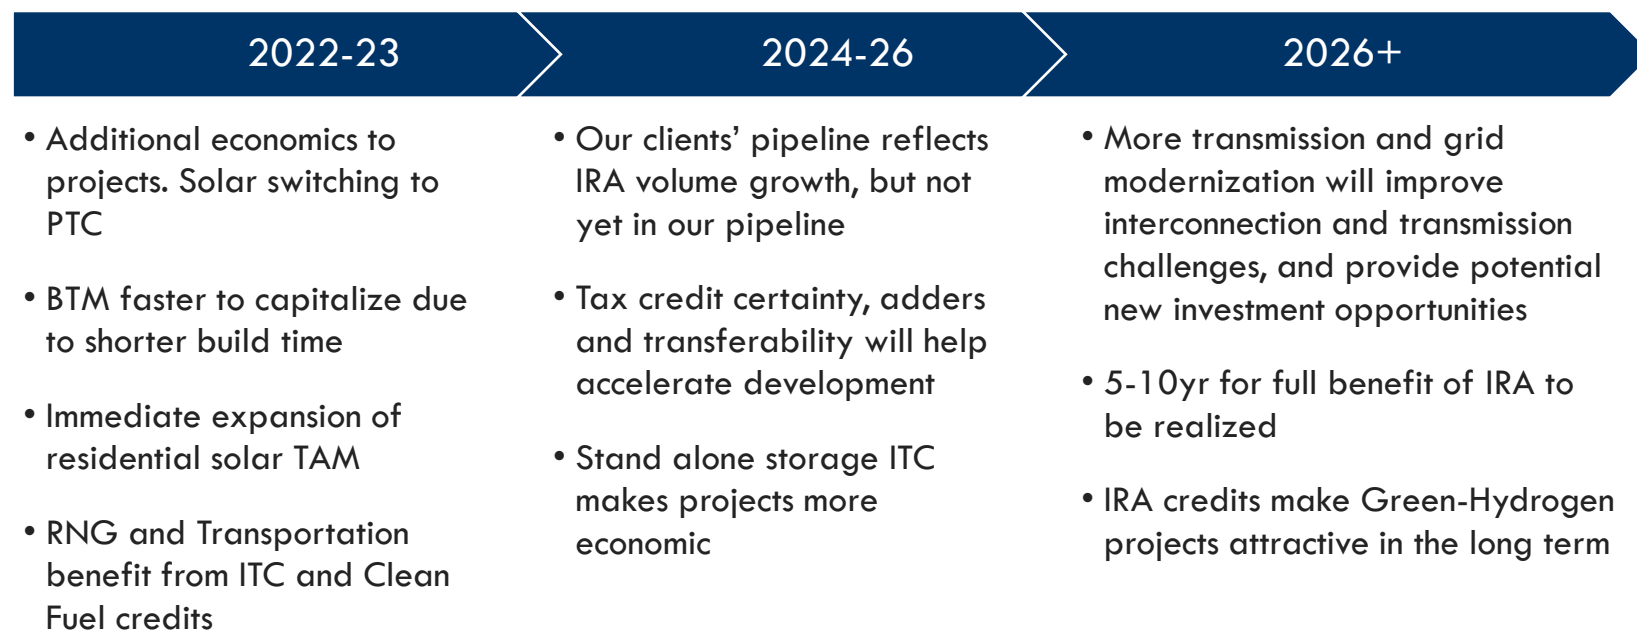 2022-23
2024-26
2026+
• Additional economics to
projects. Solar switching to
PTC
• BTM faster to capitalize due
to shorter build time
• Immediate expansion of
residential solar TAM
• RNG and Transportation
benefit from ITC and Clean
Fuel credits
• Our clients’ pipeline reflects
IRA volume growth, but not
yet in our pipeline
• Tax credit certainty, adders
and transferability will help
accelerate development
• Stand alone storage ITC
makes projects more
economic
• More transmission and grid
modernization will improve
interconnection and transmission
challenges, and provide potential
new investment opportunities
• 5-10yr for full benefit of IRA to
be realized
• IRA credits make Green-Hydrogen
projects attractive in the long term